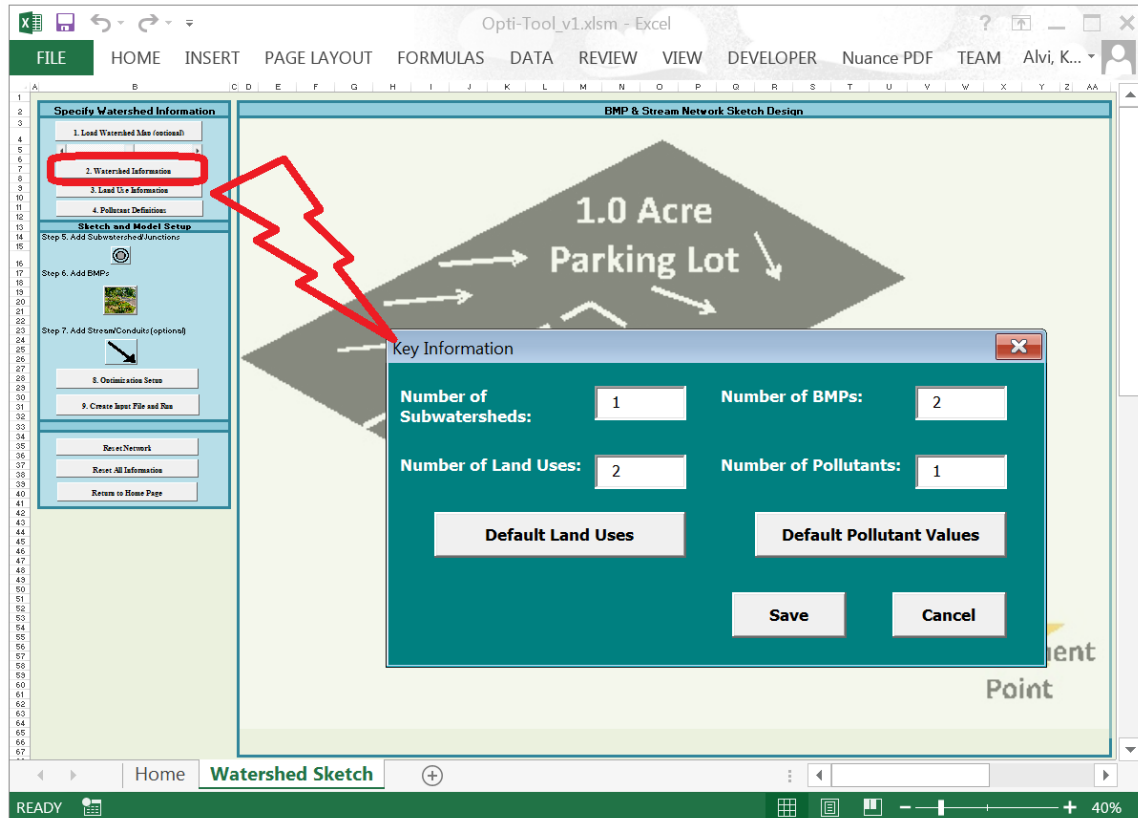 Opti-Tool_v1.xlsm - Excel
FILE HOME INSERT PAGE LAYOUT FORMULAS DATA REVIEW VIEW DEVELOPER Nuance PDF TEAM Alvi, K...
A B C D E F G H I J K L M N O P Q R S T U V W X Y Z AA
Specify Watershed Information
1. Load Watershed Map (optional)
2. Watershed Information
3. Land Use Information
4. Pollutant Definitions
Sketch and Model Setup
Step 5. Add Subwatershed/Junctions
Step 6. Add BMPs
Step 7. Add Stream/Conduits (optional)
8. Optimization Setup
9. Create Input File and Run
Reset Network
Reset All Information
Return to Home Page
BMP & Stream Network Sketch Design
1.0 Acre
Parking Lot
Key Information
Number of Subwatersheds: 1 Number of BMPs: 2
Number of Land Uses: 2 Number of Pollutants: 1
Default Land Uses Default Pollutant Values
Save Cancel
Point
Home Watershed Sketch
READY 40%